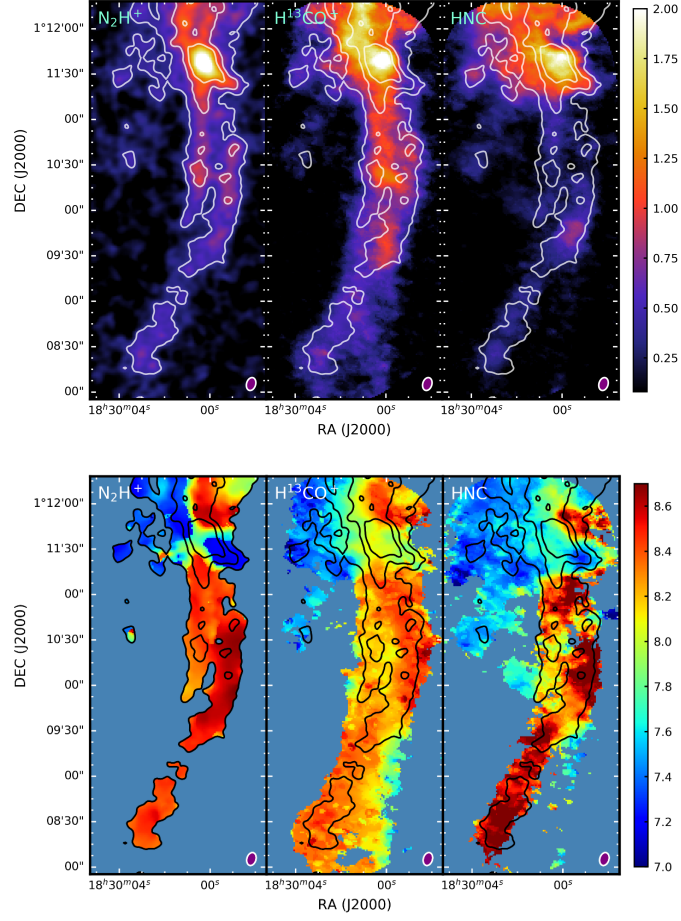 N₂H⁺ H¹³CO⁺ HNC 2.00
1°12'00"
11'30" 1.75
00" 1.50
10'30" 1.25
00" 1.00
09'30" 0.75
00" 0.50
08'30" 0.25
00"
DEC (J2000)
18ʰ30ᵐ04ˢ 00ˢ 18ʰ30ᵐ04ˢ 00ˢ 18ʰ30ᵐ04ˢ 00ˢ
RA (J2000)
N₂H⁺ H¹³CO⁺ HNC 8.6
1°12'00" 8.4
11'30" 8.2
00" 8.0
10'30" 7.8
00" 7.6
09'30" 7.4
00" 7.2
08'30" 7.0
00"
DEC (J2000)
18ʰ30ᵐ04ˢ 00ˢ 18ʰ30ᵐ04ˢ 00ˢ 18ʰ30ᵐ04ˢ 00ˢ
RA (J2000)